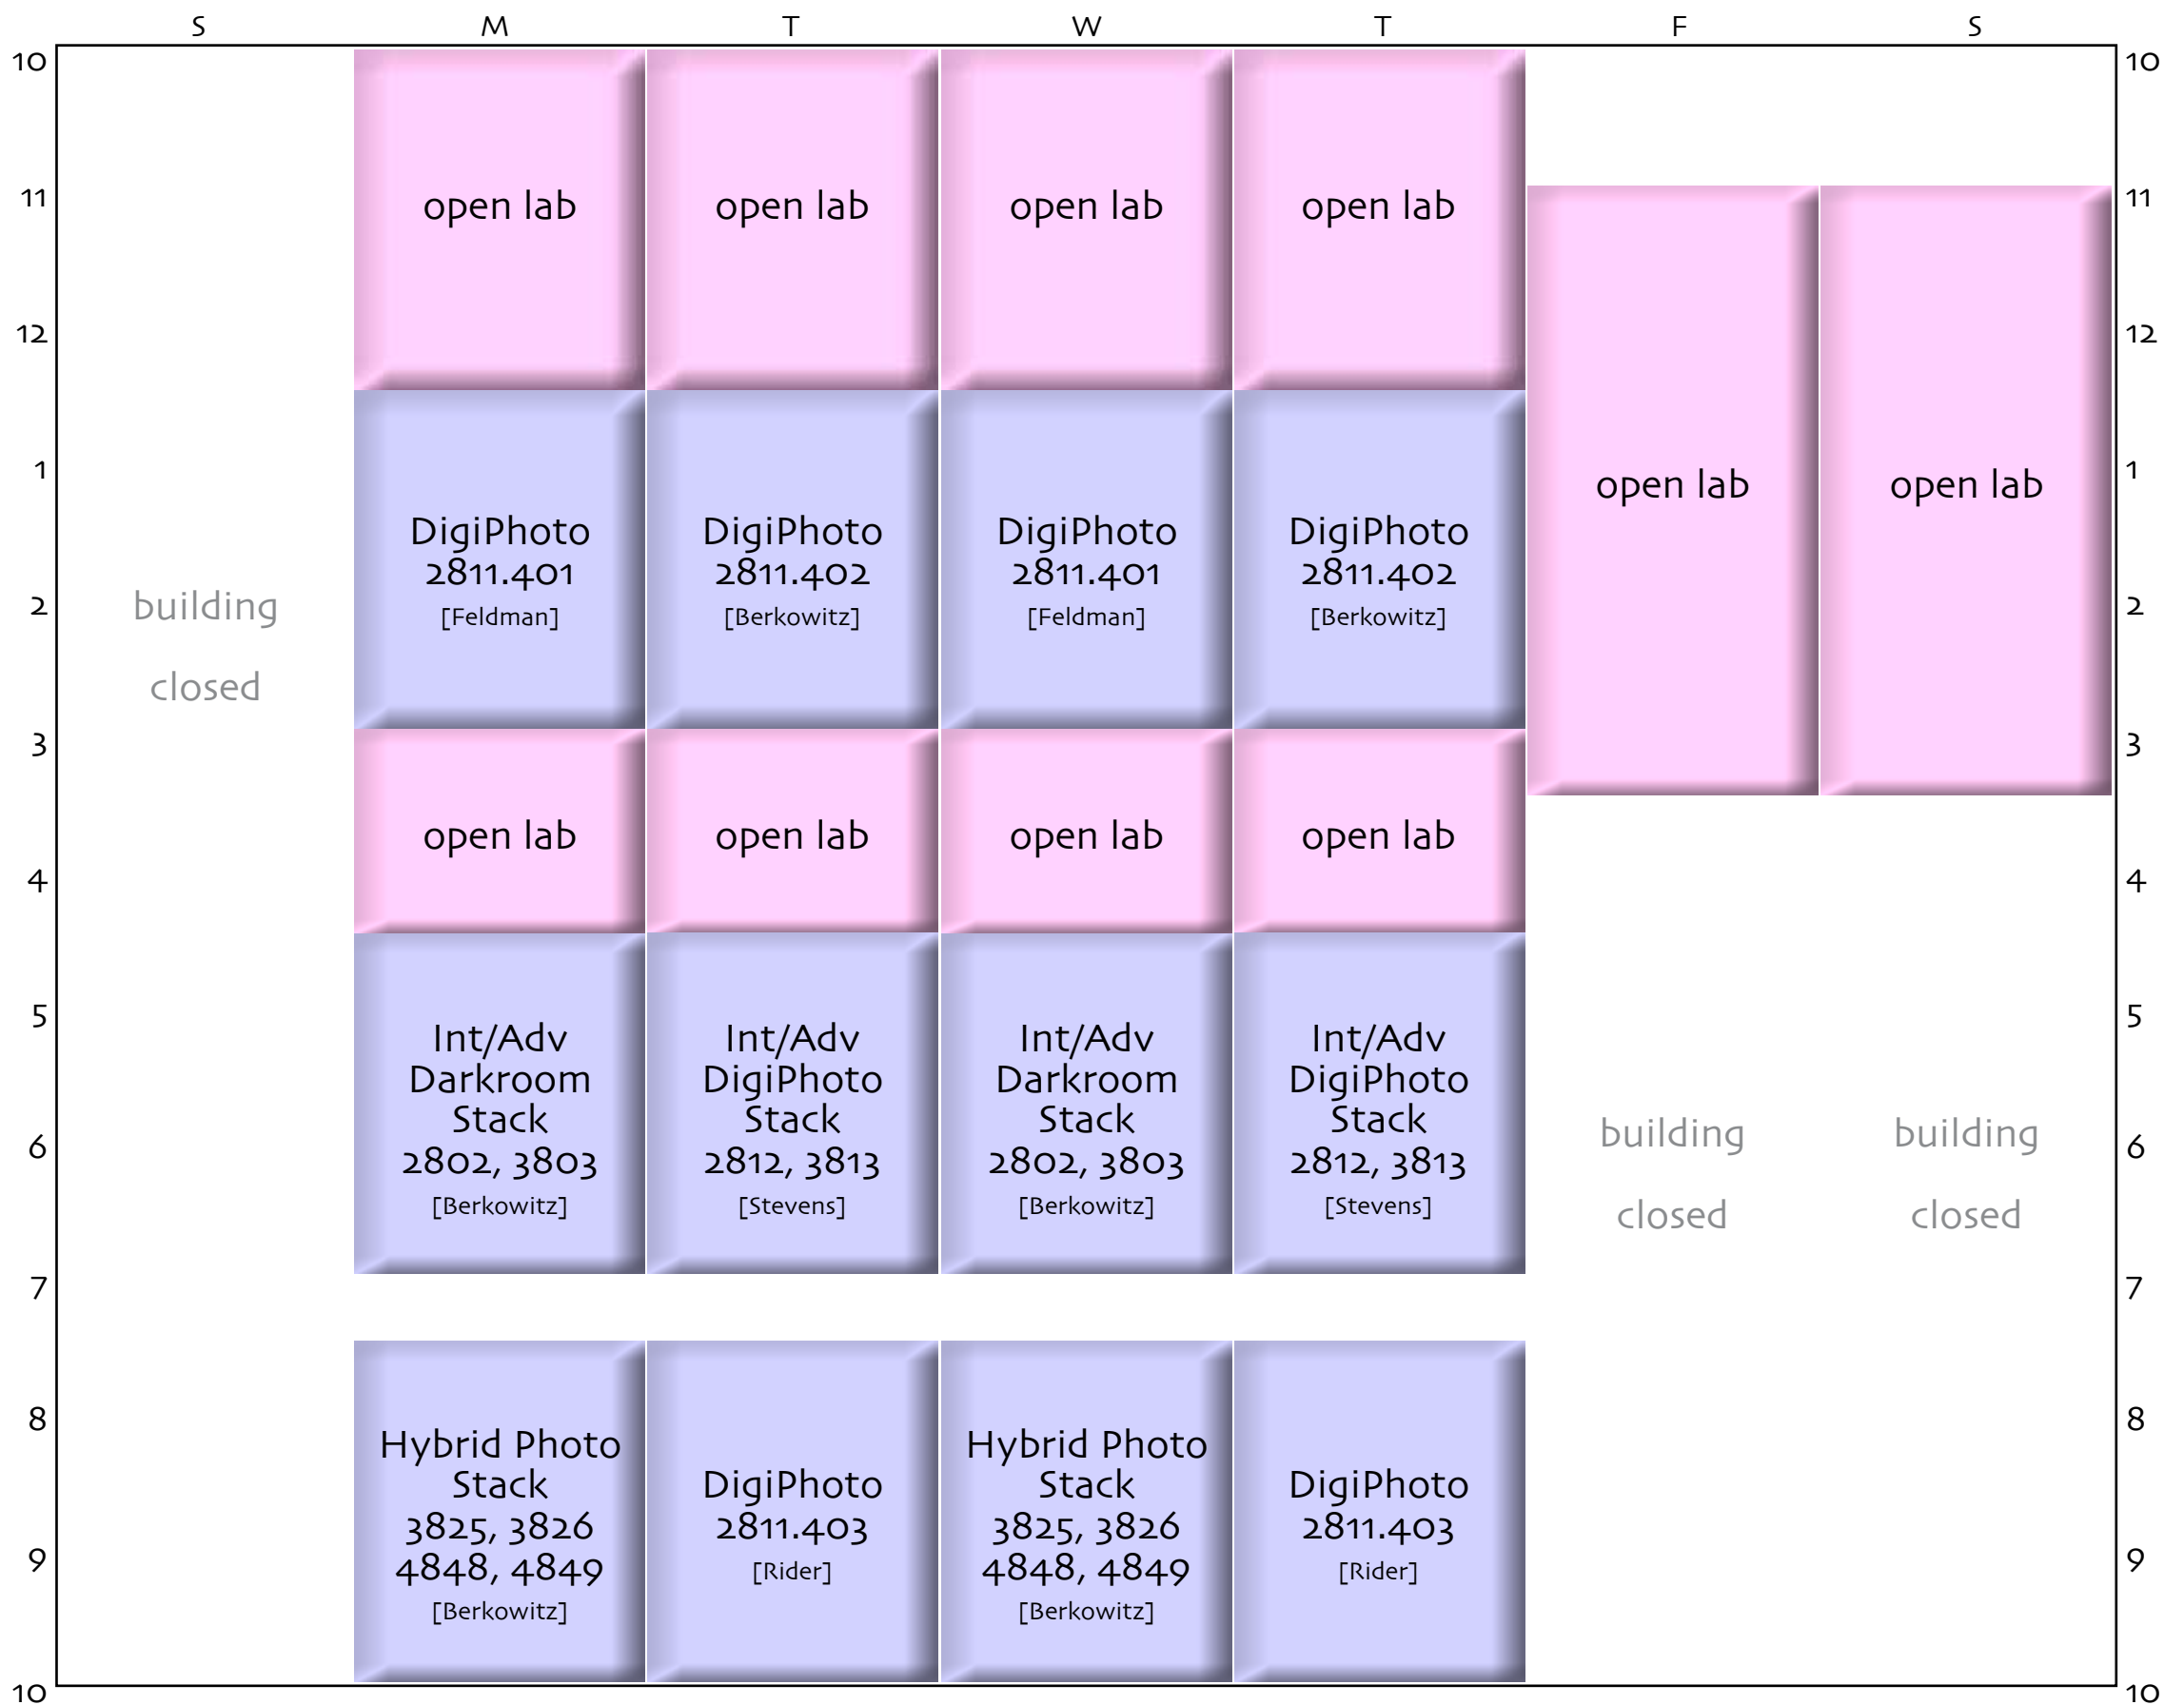 S M T W T F S
10 10
open lab open lab open lab open lab
11 11
12 12
1 1
open lab open lab
DigiPhoto DigiPhoto DigiPhoto DigiPhoto
2811.401 2811.402 2811.401 2811.402
[Feldman] [Berkowitz] [Feldman] [Berkowitz]
2 2
building
closed
3 3
open lab open lab open lab open lab
4 4
5 5
Int/Adv Int/Adv Int/Adv Int/Adv
Darkroom DigiPhoto Darkroom DigiPhoto
Stack Stack Stack Stack
2802, 3803 2812, 3813 2802, 3803 2812, 3813
[Berkowitz] [Stevens] [Berkowitz] [Stevens]
building building
6 6
closed closed
7 7
8 8
Hybrid Photo
Stack
3825, 3826
4848, 4849
[Berkowitz]
DigiPhoto
2811.403
[Rider]
Hybrid Photo
Stack
3825, 3826
4848, 4849
[Berkowitz]
DigiPhoto
2811.403
[Rider]
9 9
10 10